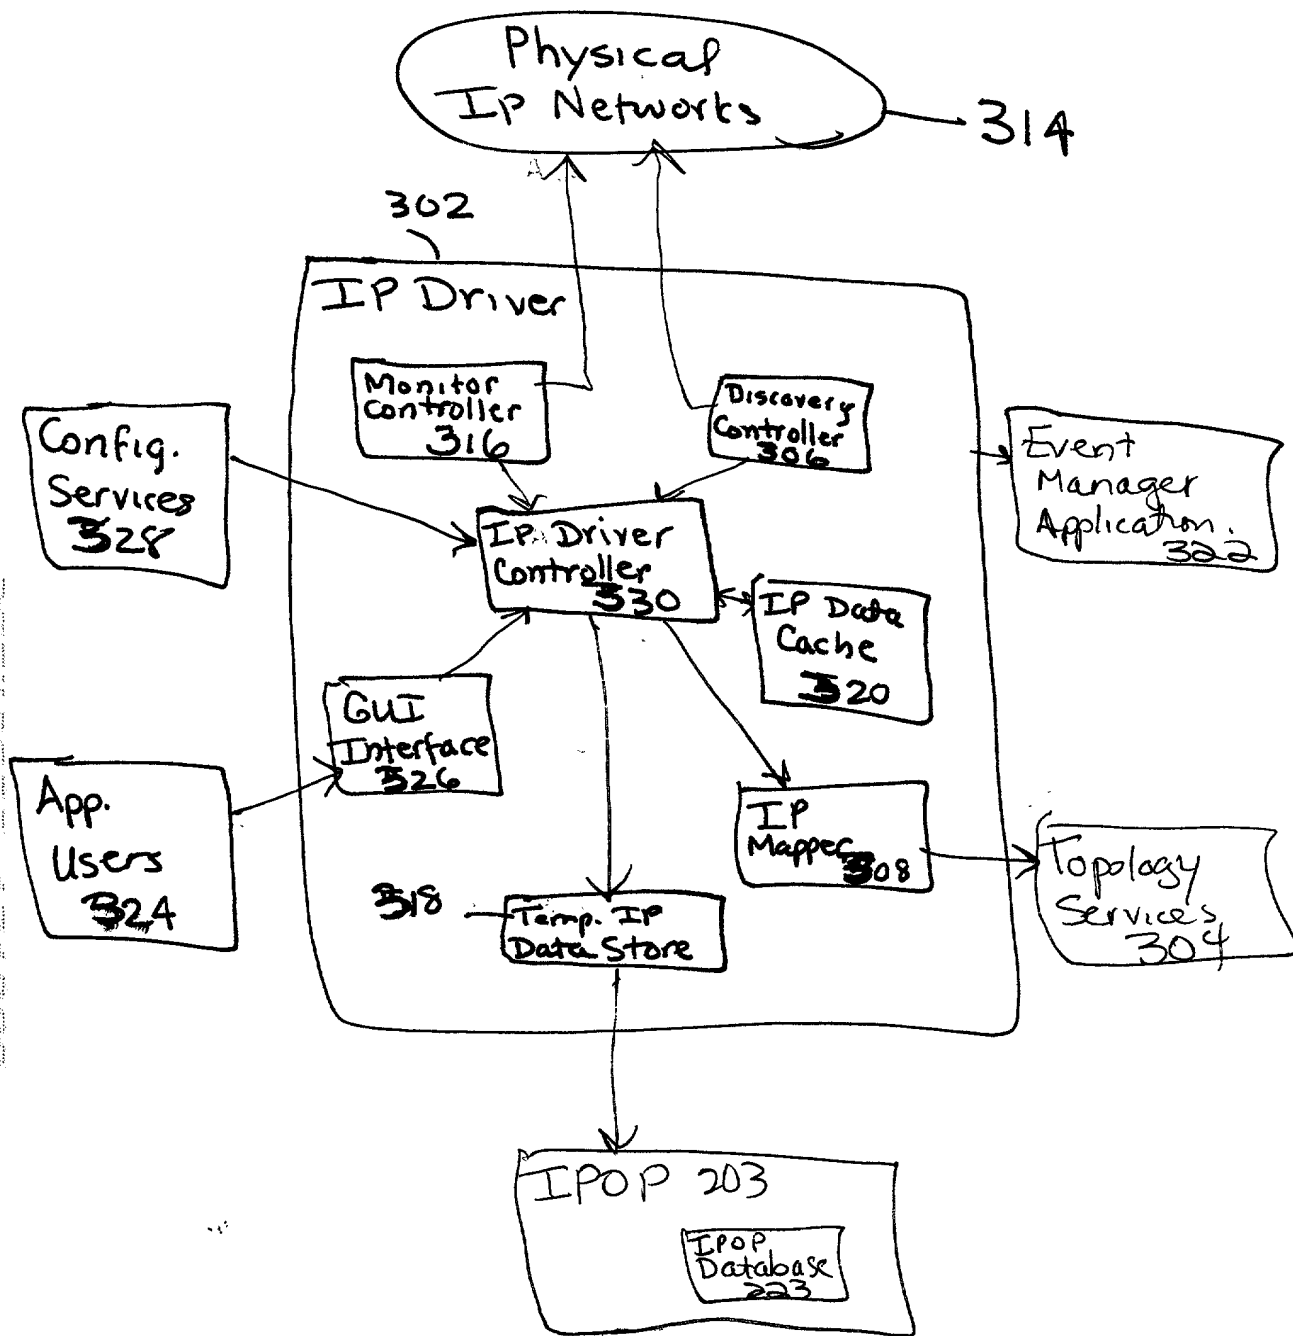 Physical
IP Networks
314
302
IP Driver
Monitor
Controller
316
Discovery
Controller
306
Config.
Services
328
Event
Manager
Application.
322
IP Driver
Controller
330
IP Data
Cache
320
GUI
Interface
326
App.
Users
324
IP
Mapper
308
Topology
Services
304
318
Temp. IP
Data Store
IPOP 203
IPOP
Database
223